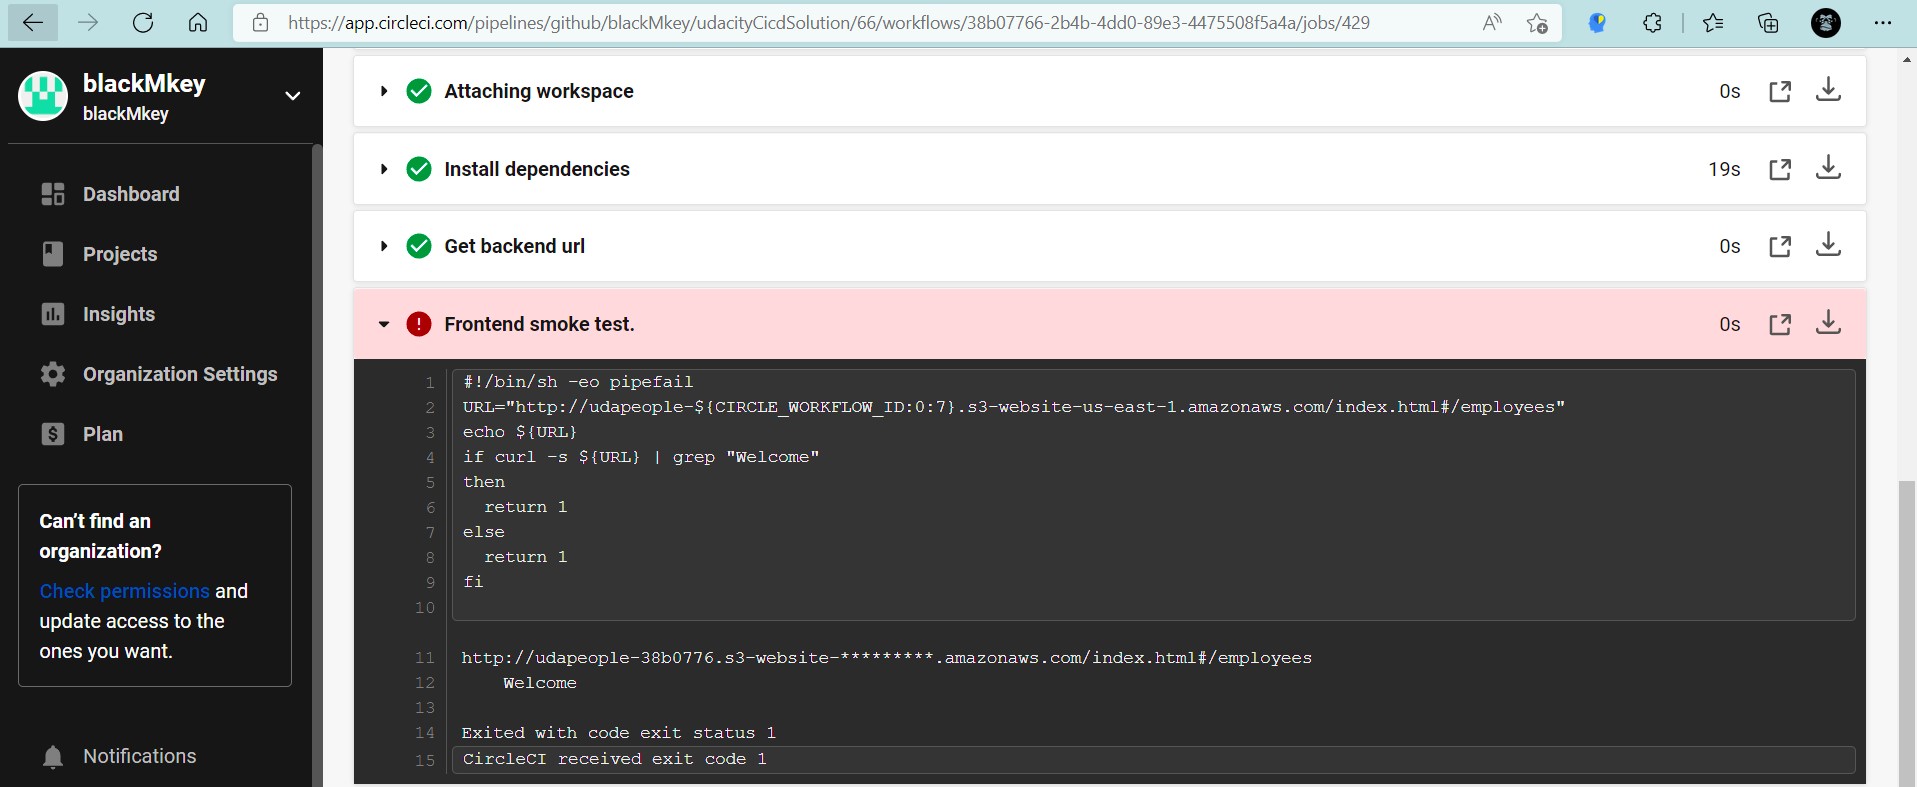 https://app.circleci.com/pipelines/github/blackMkey/udacityCicdSolution/66/workflows/38b07766-2b4b-4dd0-89e3-4475508f5a4a/jobs/429
blackMkey
blackMkey
Dashboard
Projects
Insights
Organization Settings
Plan
Can't find an
organization?
Check permissions and
update access to the
ones you want.
Notifications
Attaching workspace 0s
Install dependencies 19s
Get backend url 0s
Frontend smoke test. 0s
1 #!/bin/sh -eo pipefail
2 URL="http://udapeople-${CIRCLE_WORKFLOW_ID:0:7}.s3-website-us-east-1.amazonaws.com/index.html#/employees"
3 echo ${URL}
4 if curl -s ${URL} | grep "Welcome"
5 then
6 return 1
7 else
8 return 1
9 fi
10
11 http://udapeople-38b0776.s3-website-*********.amazonaws.com/index.html#/employees
12 Welcome
13
14 Exited with code exit status 1
15 CircleCI received exit code 1